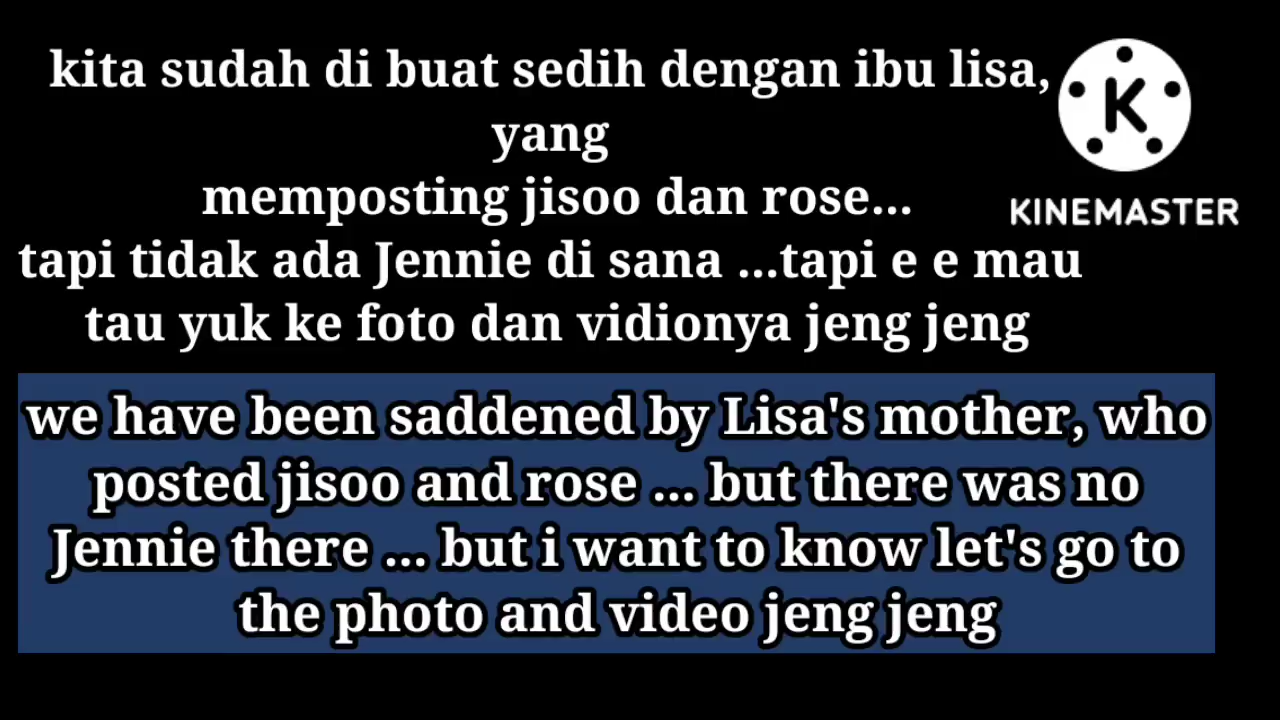 kita sudah di buat sedih dengan ibu lisa,
yang
memposting jisoo dan rose...
tapi tidak ada Jennie di sana ...tapi e e mau
tau yuk ke foto dan vidionya jeng jeng
K
KINEMASTER
we have been saddened by Lisa's mother, who
posted jisoo and rose ... but there was no
Jennie there ... but i want to know let's go to
the photo and video jeng jeng